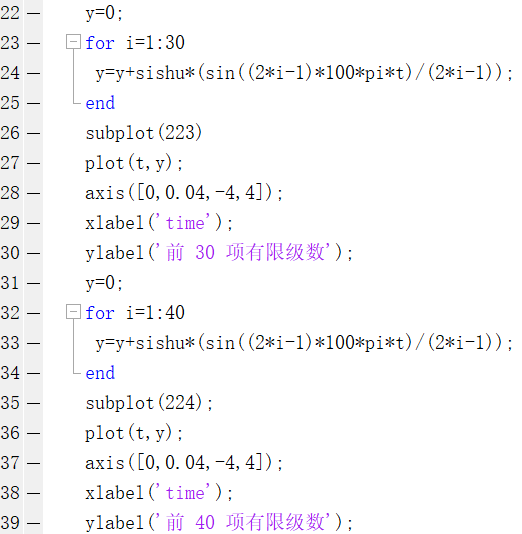 22 — y=0;
23 — for i=1:30
24 — y=y+sishu*(sin((2*i-1)*100*pi*t)/(2*i-1));
25 — end
26 — subplot(223)
27 — plot(t,y);
28 — axis([0,0.04,-4,4]);
29 — xlabel('time');
30 — ylabel('前 30 项有限级数');
31 — y=0;
32 — for i=1:40
33 — y=y+sishu*(sin((2*i-1)*100*pi*t)/(2*i-1));
34 — end
35 — subplot(224);
36 — plot(t,y);
37 — axis([0,0.04,-4,4]);
38 — xlabel('time');
39 — ylabel('前 40 项有限级数');